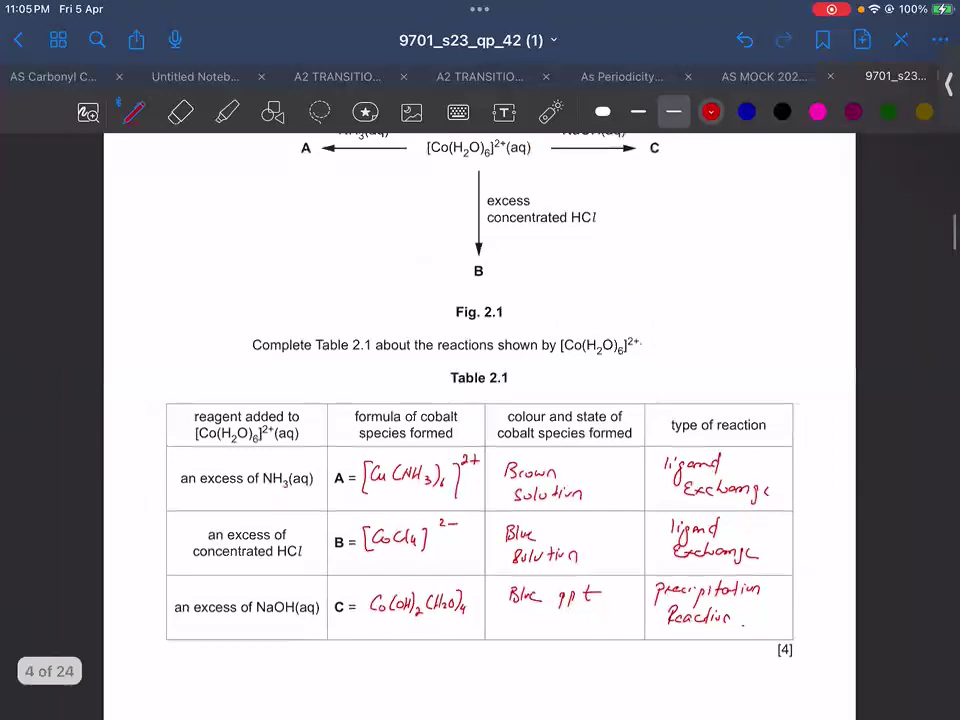 11:05 PM Fri 5 Apr
100%
9701_s23_qp_42 (1)
AS Carbonyl C...
Untitled Noteb...
A2 TRANSITIO...
A2 TRANSITIO...
As Periodicity...
AS MOCK 202...
9701_s23...
NH3(aq)
NaOH(aq)
A
[Co(H2O)6]2+(aq)
C
excess
concentrated HCl
B
Fig. 2.1
Complete Table 2.1 about the reactions shown by [Co(H2O)6]2+.
Table 2.1
reagent added to
[Co(H2O)6]2+(aq)
formula of cobalt
species formed
colour and state of
cobalt species formed
type of reaction
an excess of NH3(aq)
A = [Cu(NH3)6]2+
Brown
Solution
ligand
Exchange
an excess of
concentrated HCl
B = [CoCl4]2-
Blue
Solution
ligand
Exchange
an excess of NaOH(aq)
C = Co(OH)2(H2O)4
Blue ppt
Precipitation
Reaction.
[4]
4 of 24